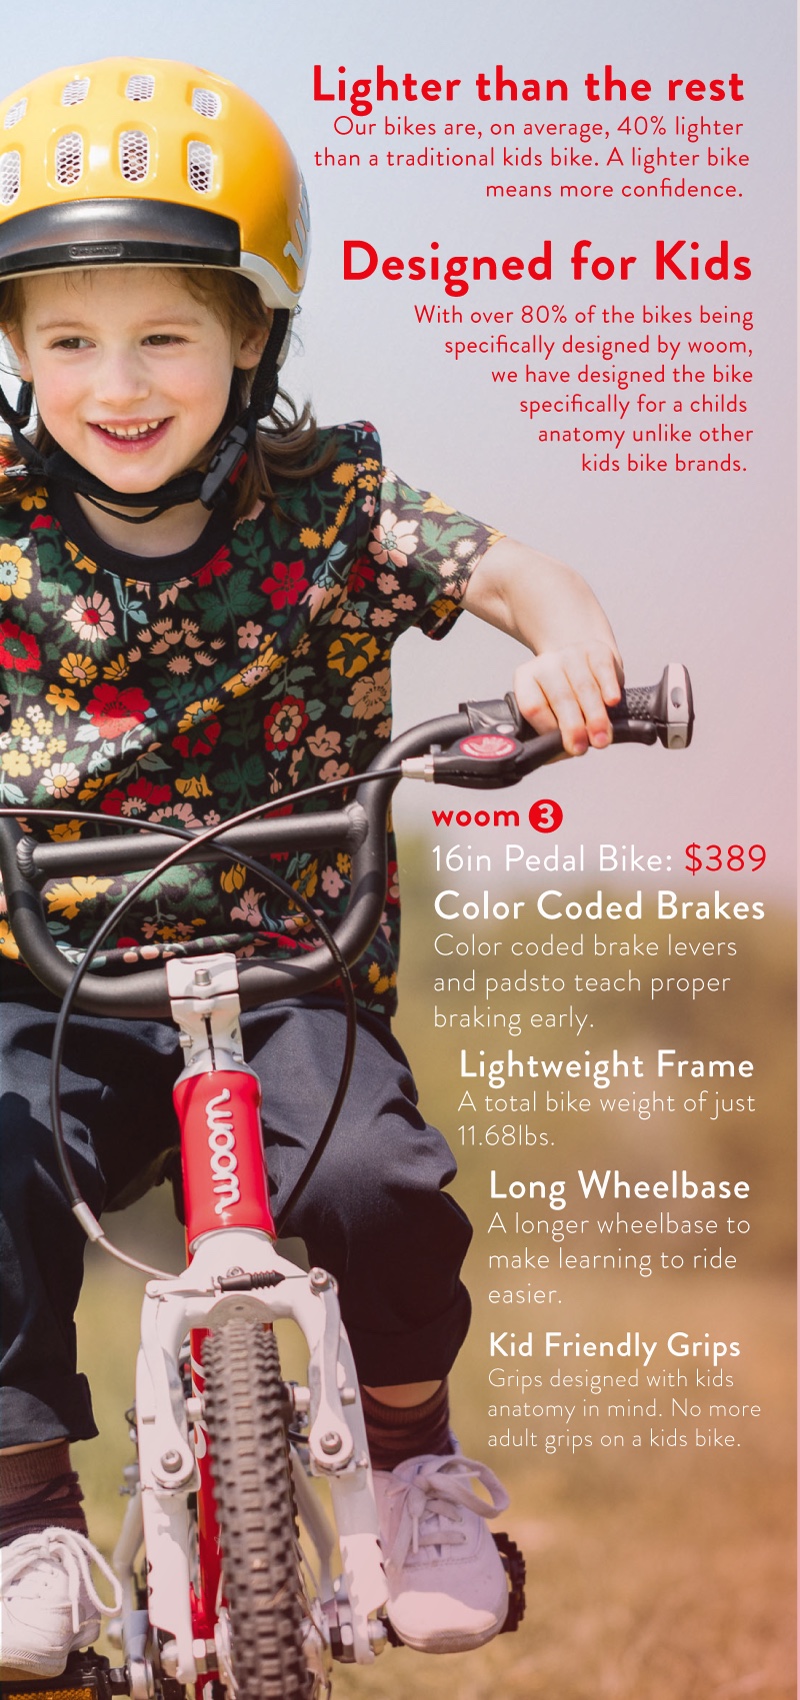 Lighter than the rest
Our bikes are, on average, 40% lighter
than a traditional kids bike. A lighter bike
means more confidence.
Designed for Kids
With over 80% of the bikes being
specifically designed by woom,
we have designed the bike
specifically for a childs
anatomy unlike other
kids bike brands.
woom 3
16in Pedal Bike: $389
Color Coded Brakes
Color coded brake levers
and padsto teach proper
braking early.
Lightweight Frame
A total bike weight of just
11.68lbs.
Long Wheelbase
A longer wheelbase to
make learning to ride
easier.
Kid Friendly Grips
Grips designed with kids
anatomy in mind. No more
adult grips on a kids bike.
woom